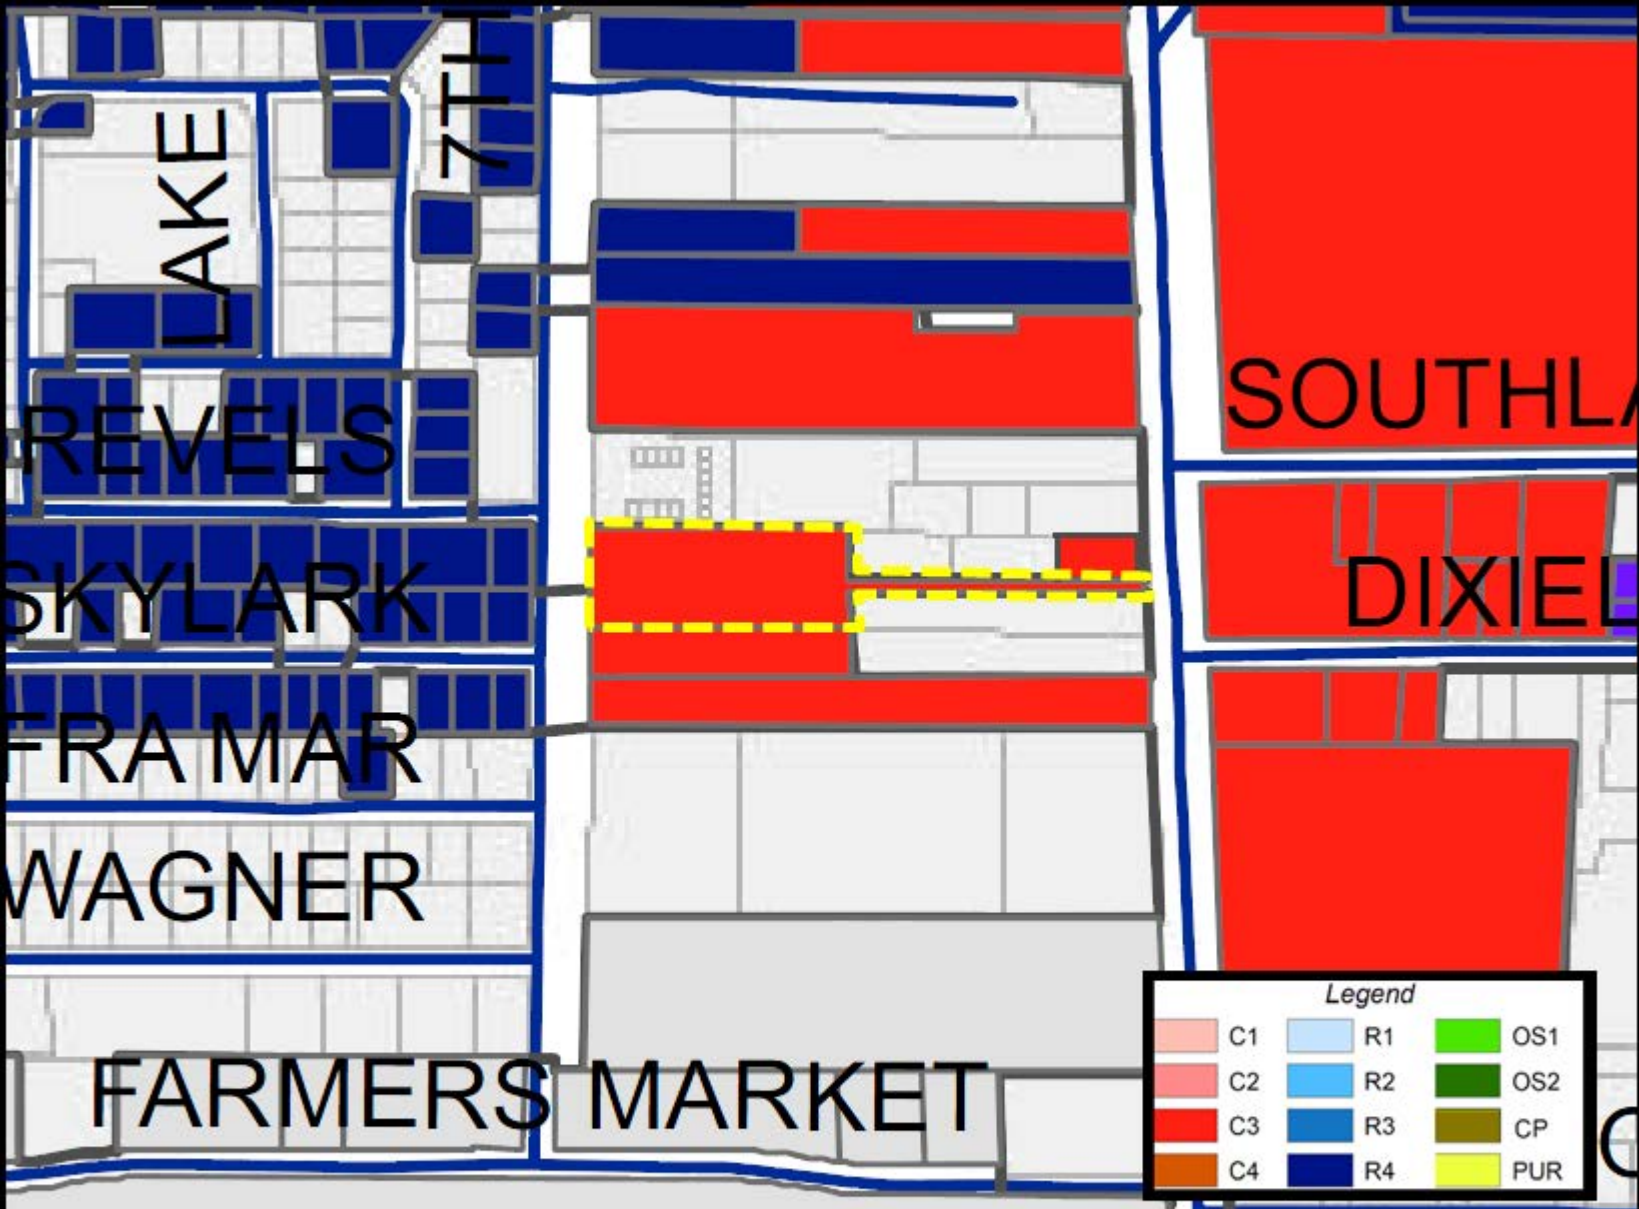 7TH
LAKE
SOUTHLA
REVELS
SKYLARK
DIXIEL
FRA MAR
WAGNER
FARMERS MARKET
Legend
C1 R1 OS1
C2 R2 OS2
C3 R3 CP
C4 R4 PUR